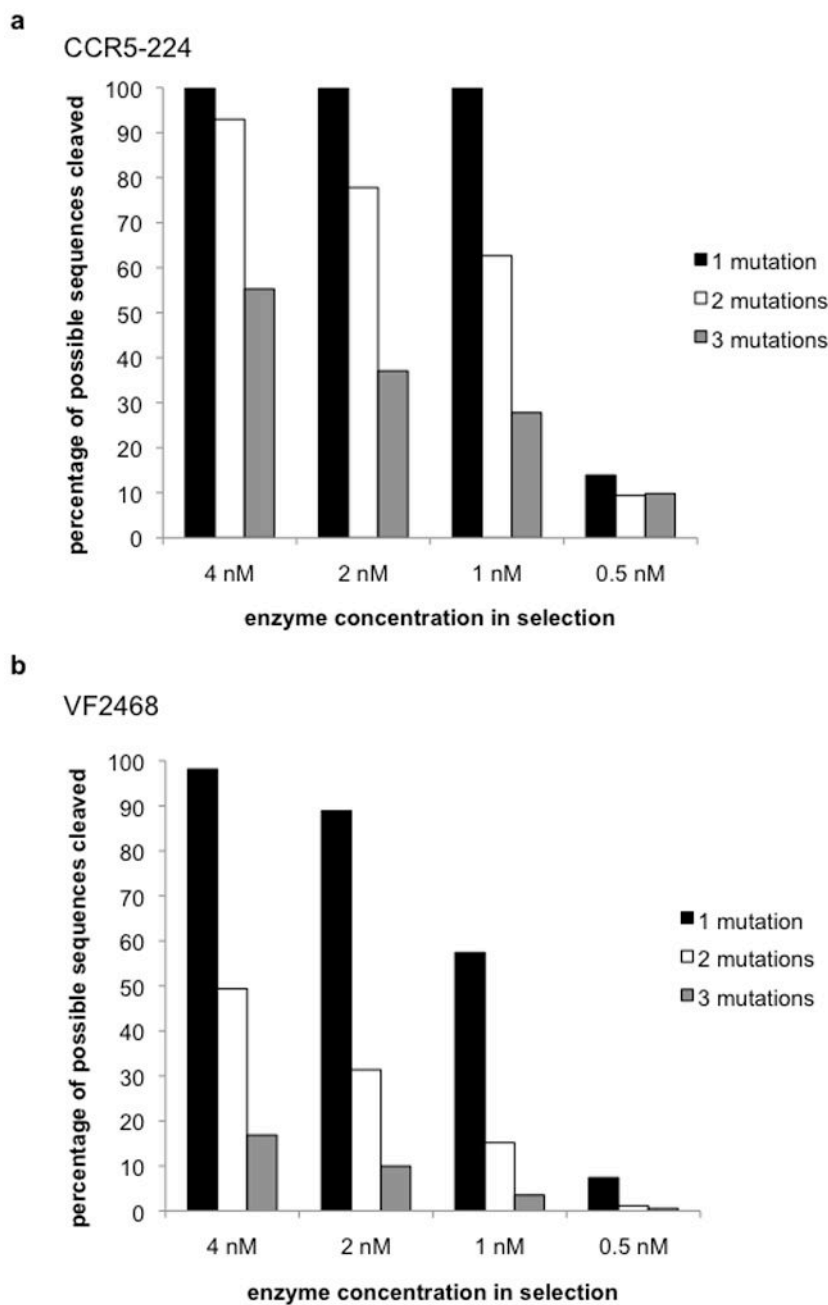 a
CCR5-224
percentage of possible sequences cleaved
100
90
80
70
60
50
40
30
20
10
0
4 nM 2 nM 1 nM 0.5 nM
enzyme concentration in selection
1 mutation
2 mutations
3 mutations
b
VF2468
percentage of possible sequences cleaved
100
90
80
70
60
50
40
30
20
10
0
4 nM 2 nM 1 nM 0.5 nM
enzyme concentration in selection
1 mutation
2 mutations
3 mutations